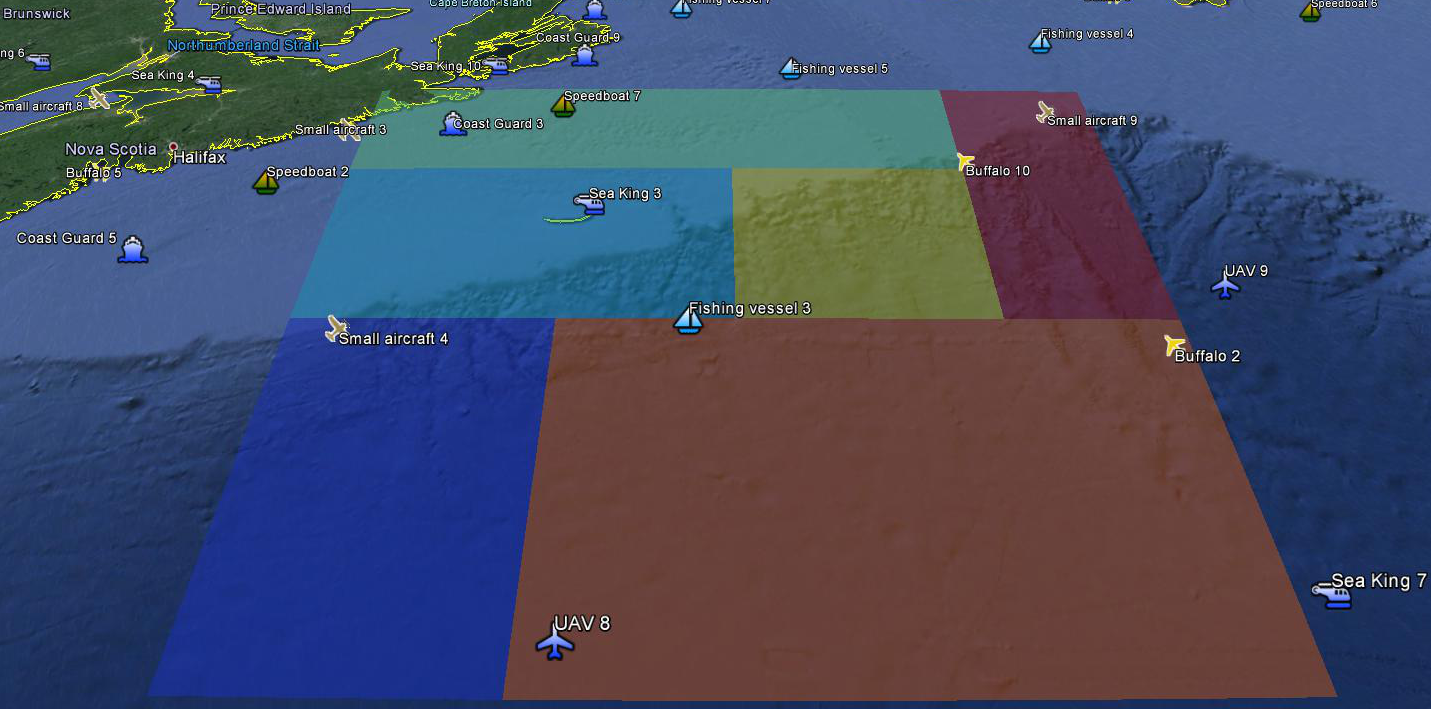 Prince Edward Island
Cape Breton Island
Fishing vessel 7
Speedboat 6
Brunswick
Fishing vessel 4
Coast Guard 9
Northumberland Strait
ng 6
Sea King 10
Fishing vessel 5
Sea King 4
Speedboat 7
Small aircraft 8
Small aircraft 3
Coast Guard 3
Small aircraft 9
Nova Scotia
Halifax
Buffalo 5
Speedboat 2
Buffalo 10
Sea King 3
Coast Guard 5
UAV 9
Fishing vessel 3
Small aircraft 4
Buffalo 2
Sea King 7
UAV 8